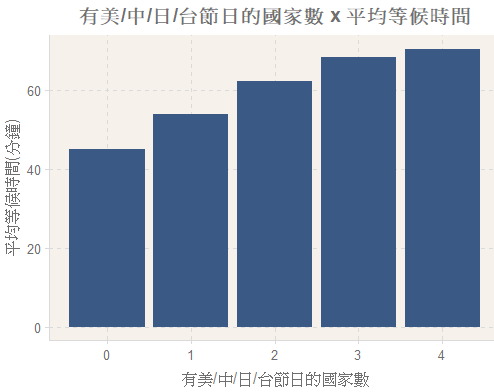 有美/中/日/台節日的國家數 x 平均等候時間
平均等候時間(分鐘)
60
40
20
0
0 1 2 3 4
有美/中/日/台節日的國家數